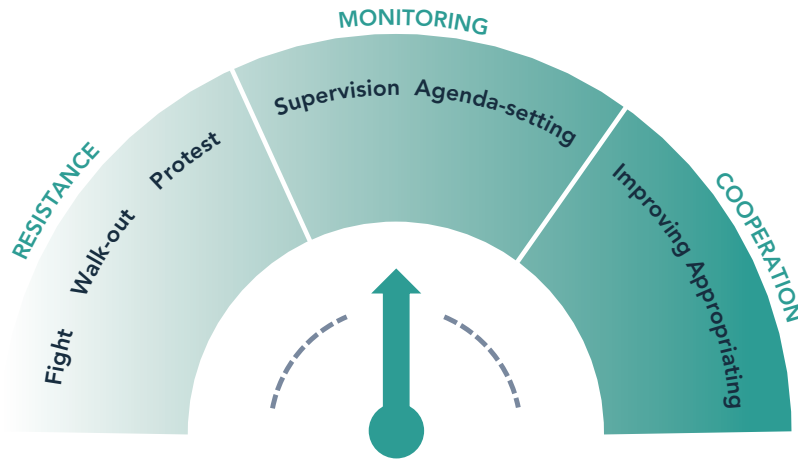 MONITORING
RESISTANCE
COOPERATION
Fight
Walk-out
Protest
Supervision
Agenda-setting
Improving
Appropriating